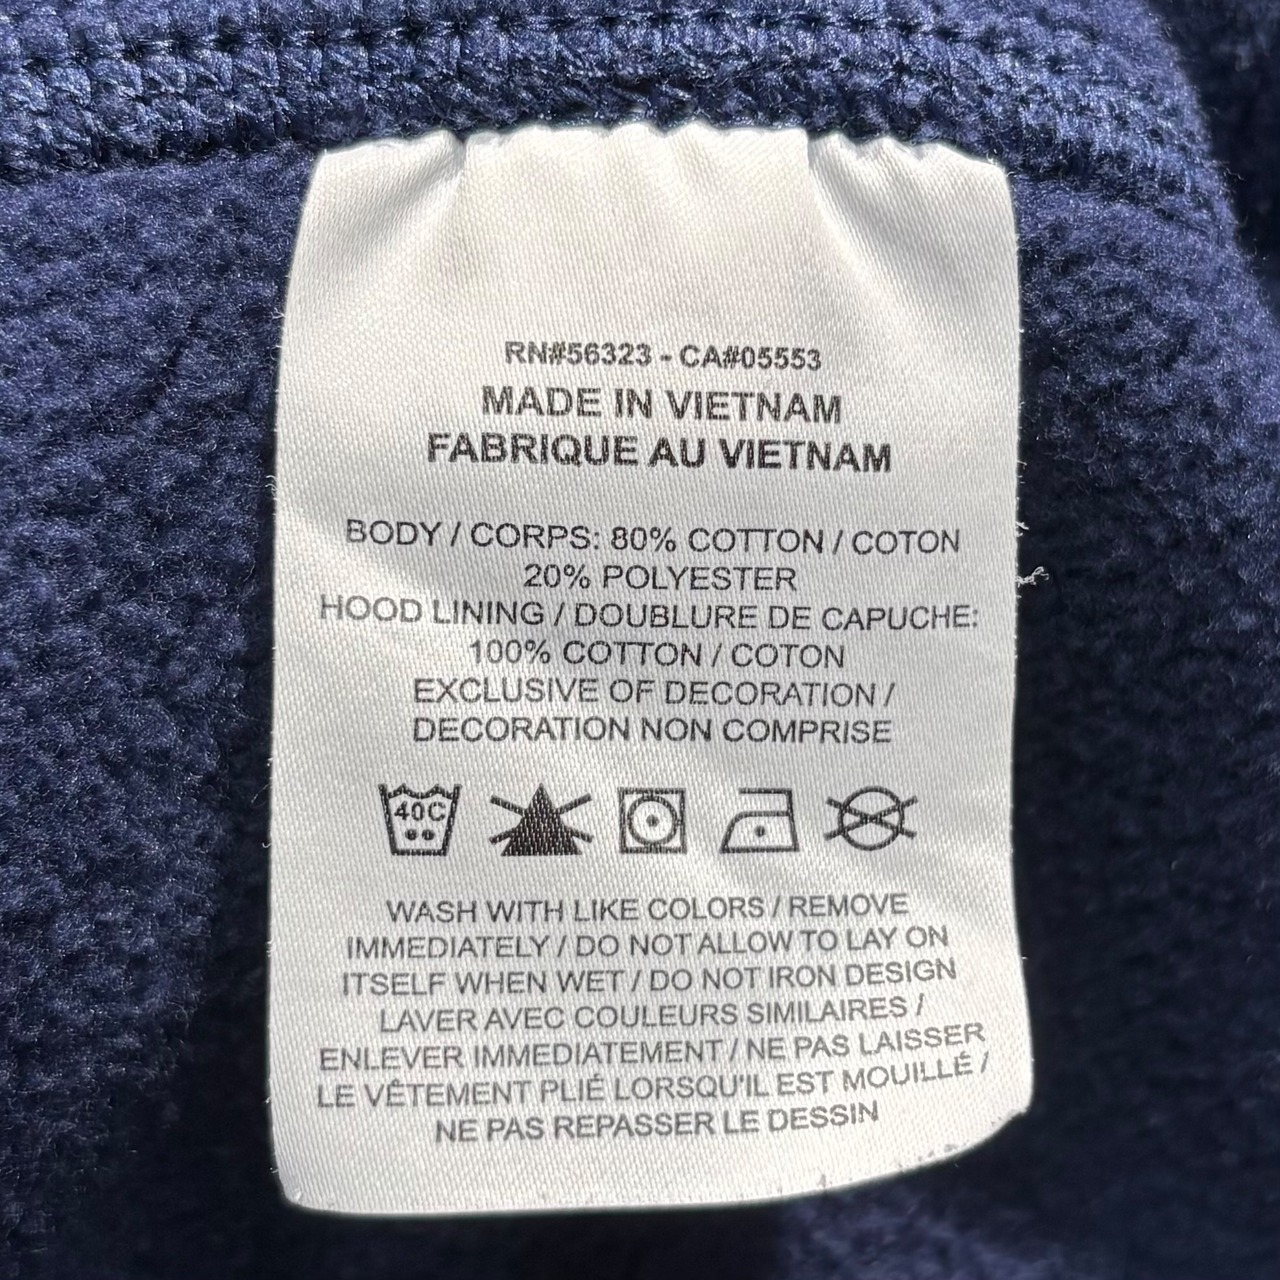 RN#56323 - CA#05553
MADE IN VIETNAM
FABRIQUE AU VIETNAM
BODY / CORPS: 80% COTTON / COTON
20% POLYESTER
HOOD LINING / DOUBLURE DE CAPUCHE:
100% COTTON / COTON
EXCLUSIVE OF DECORATION /
DECORATION NON COMPRISE
40C
WASH WITH LIKE COLORS / REMOVE
IMMEDIATELY / DO NOT ALLOW TO LAY ON
ITSELF WHEN WET / DO NOT IRON DESIGN
LAVER AVEC COULEURS SIMILAIRES /
ENLEVER IMMEDIATEMENT / NE PAS LAISSER
LE VÊTEMENT PLIÉ LORSQU'IL EST MOUILLÉ /
NE PAS REPASSER LE DESSIN